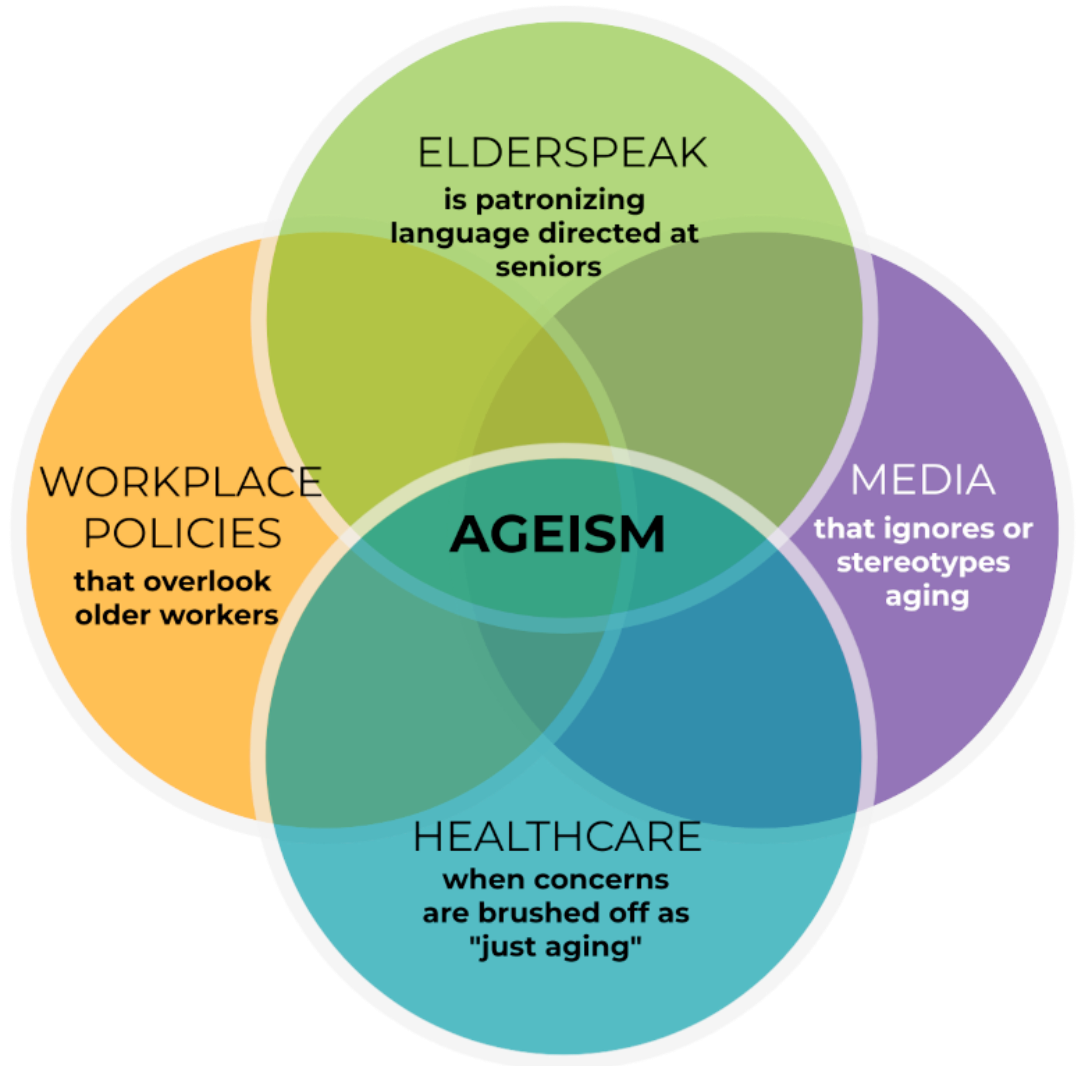 ELDERSPEAK
is patronizing
language directed at
seniors
WORKPLACE
POLICIES
that overlook
older workers
AGEISM
MEDIA
that ignores or
stereotypes
aging
HEALTHCARE
when concerns
are brushed off as
"just aging"